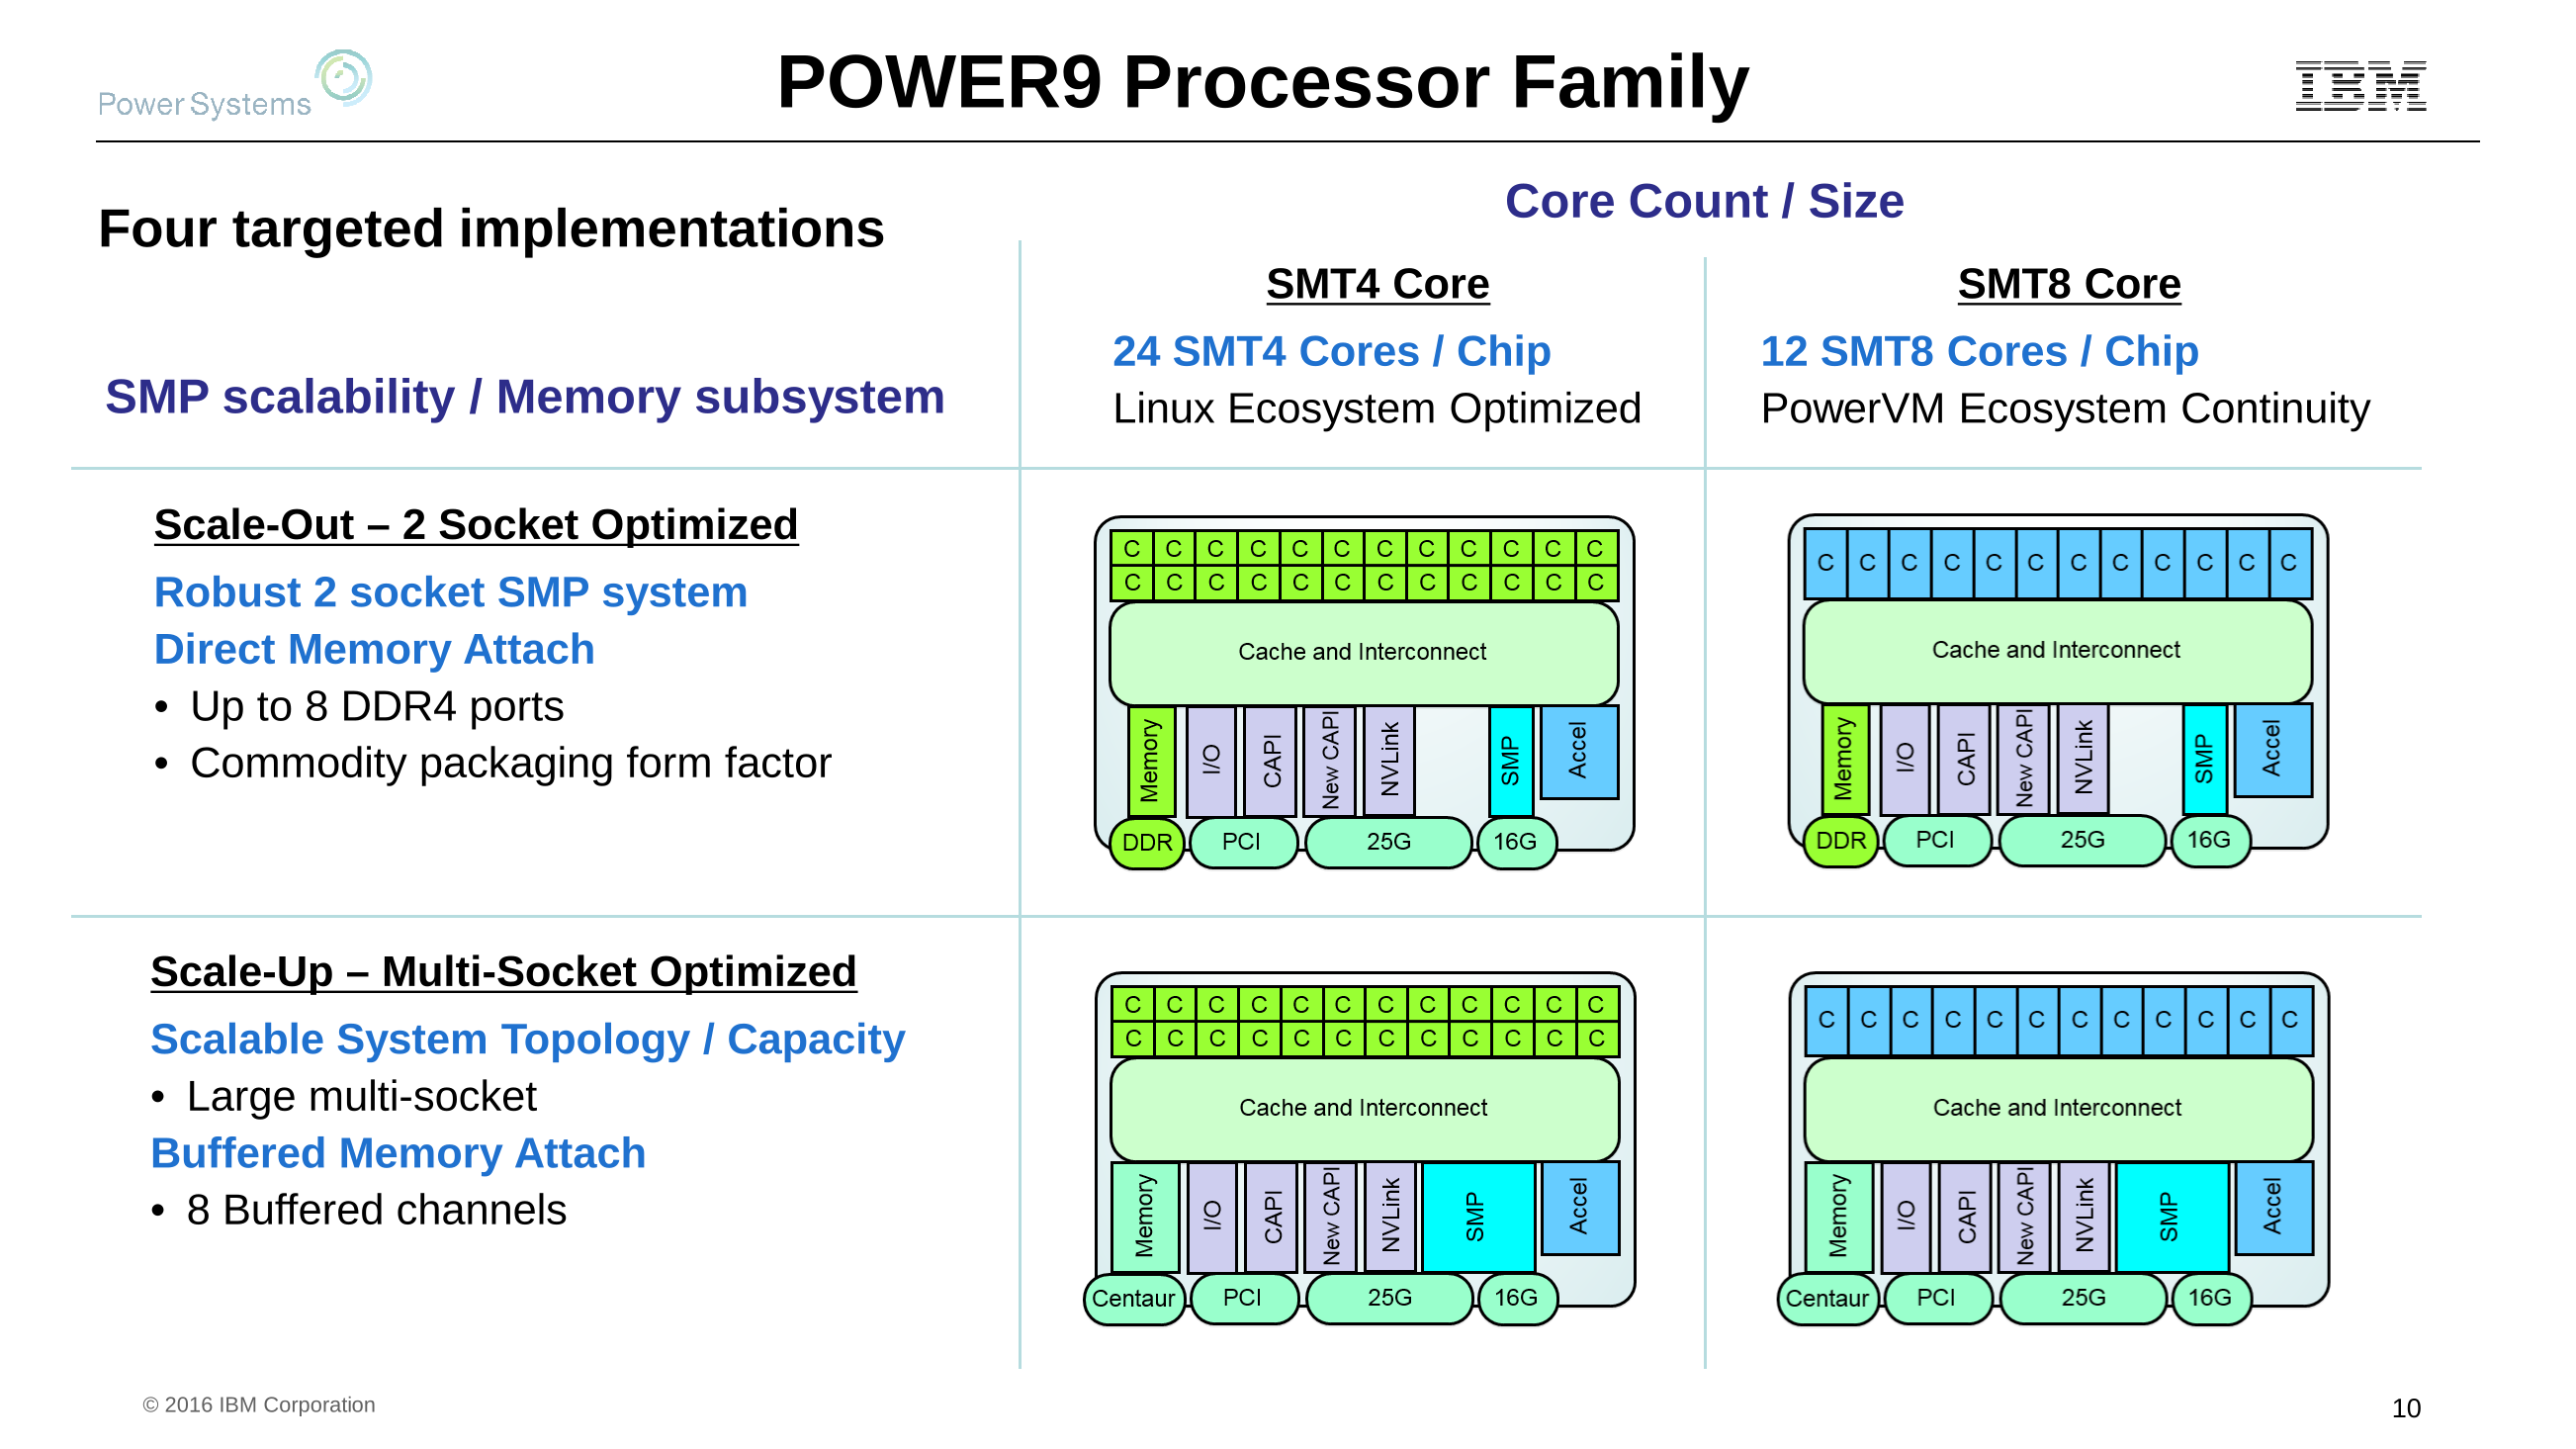 Power Systems
POWER9 Processor Family
IBM
Four targeted implementations
Core Count / Size
SMT4 Core
SMT8 Core
24 SMT4 Cores / Chip
12 SMT8 Cores / Chip
SMP scalability / Memory subsystem
Linux Ecosystem Optimized
PowerVM Ecosystem Continuity
Scale-Out – 2 Socket Optimized
Robust 2 socket SMP system
Direct Memory Attach
• Up to 8 DDR4 ports
• Commodity packaging form factor
C C C C C C C C C C C C
C C C C C C C C C C C C
Cache and Interconnect
Memory I/O CAPI New CAPI NVLink SMP Accel
DDR PCI 25G 16G
C C C C C C C C C C C C
Cache and Interconnect
Memory I/O CAPI New CAPI NVLink SMP Accel
DDR PCI 25G 16G
Scale-Up – Multi-Socket Optimized
Scalable System Topology / Capacity
• Large multi-socket
Buffered Memory Attach
• 8 Buffered channels
C C C C C C C C C C C C
C C C C C C C C C C C C
Cache and Interconnect
Memory I/O CAPI New CAPI NVLink SMP Accel
Centaur PCI 25G 16G
C C C C C C C C C C C C
Cache and Interconnect
Memory I/O CAPI New CAPI NVLink SMP Accel
Centaur PCI 25G 16G
© 2016 IBM Corporation
10